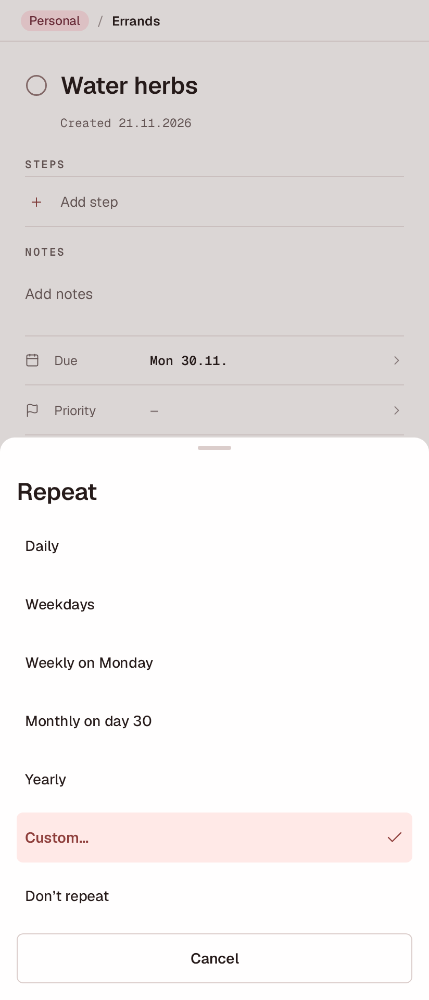 Personal / Errands
Water herbs
Created 21.11.2026
STEPS
+ Add step
NOTES
Add notes
Due Mon 30.11.
Priority –
Repeat
Daily
Weekdays
Weekly on Monday
Monthly on day 30
Yearly
Custom…
Don’t repeat
Cancel